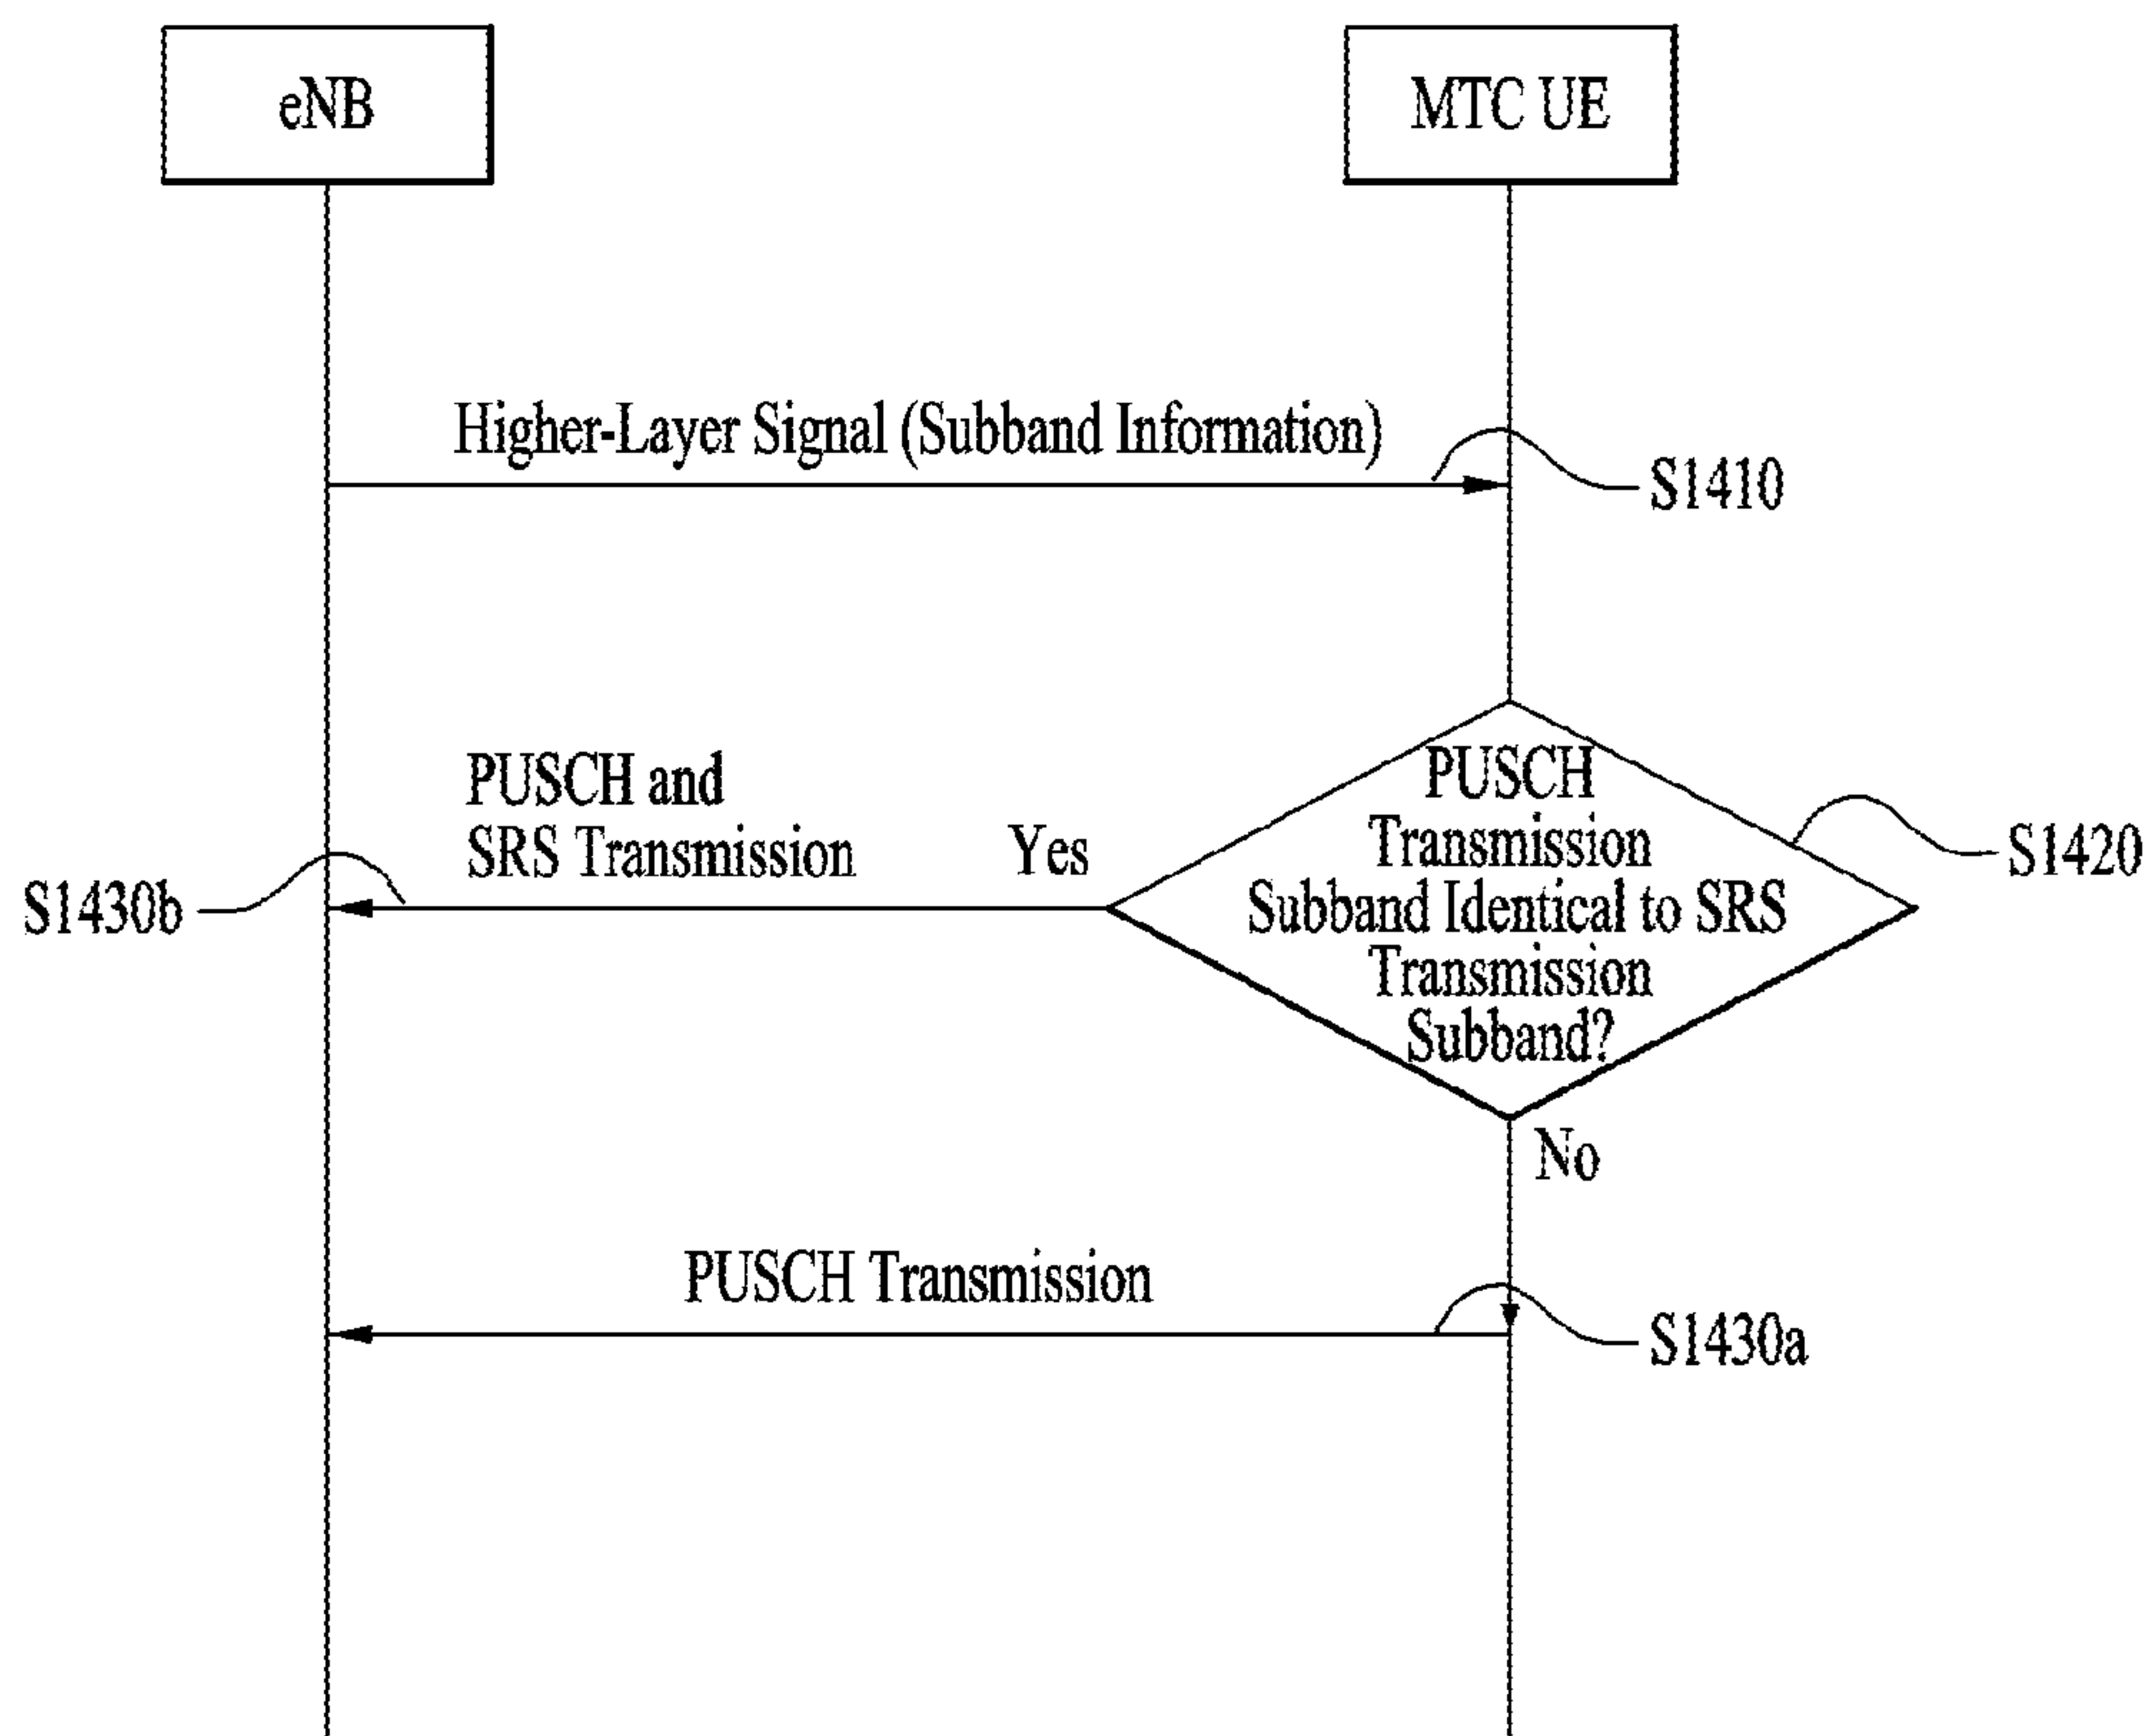 eNB
MTC UE
Higher-Layer Signal (Subband Information)
S1410
PUSCH and
SRS Transmission
Yes
S1430b
PUSCH
Transmission
Subband Identical to SRS
Transmission
Subband?
S1420
No
PUSCH Transmission
S1430a